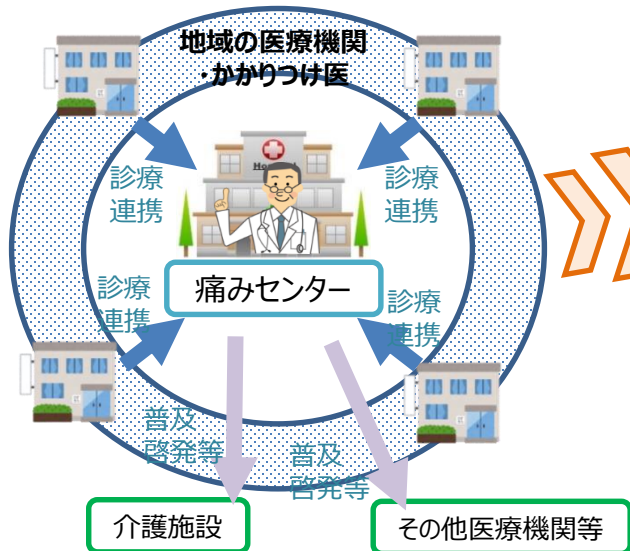 地域の医療機関
・かかりつけ医
診療
連携
診療
連携
痛みセンター
診療
連携
診療
連携
普及
啓発等
普及
啓発等
介護施設
その他医療機関等